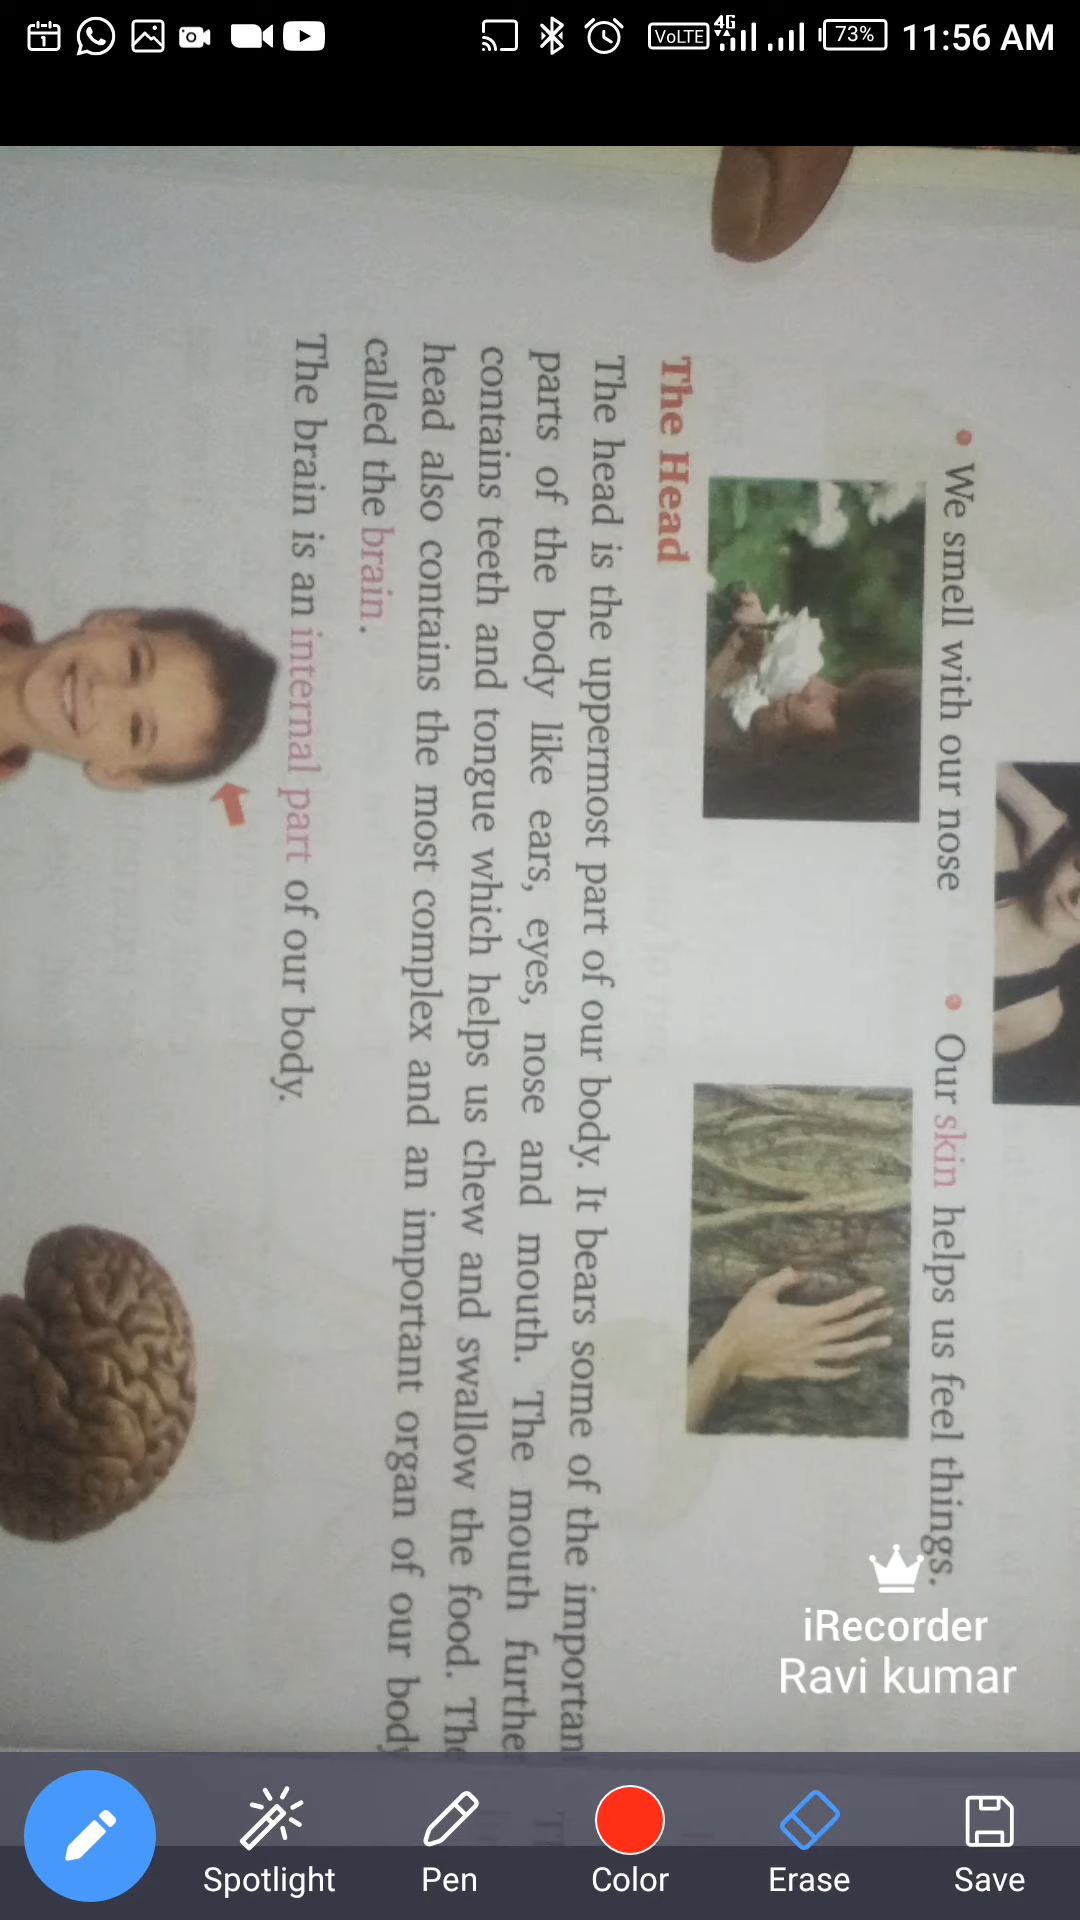 VoLTE 4G 73% 11:56 AM
• We smell with our nose
• Our skin helps us feel things.
The Head
The head is the uppermost part of our body. It bears some of the importan
parts of the body like ears, eyes, nose and mouth. The mouth further
contains teeth and tongue which helps us chew and swallow the food. The
head also contains the most complex and an important organ of our body
called the brain.
The brain is an internal part of our body.
iRecorder
Ravi kumar
Spotlight
Pen
Color
Erase
Save